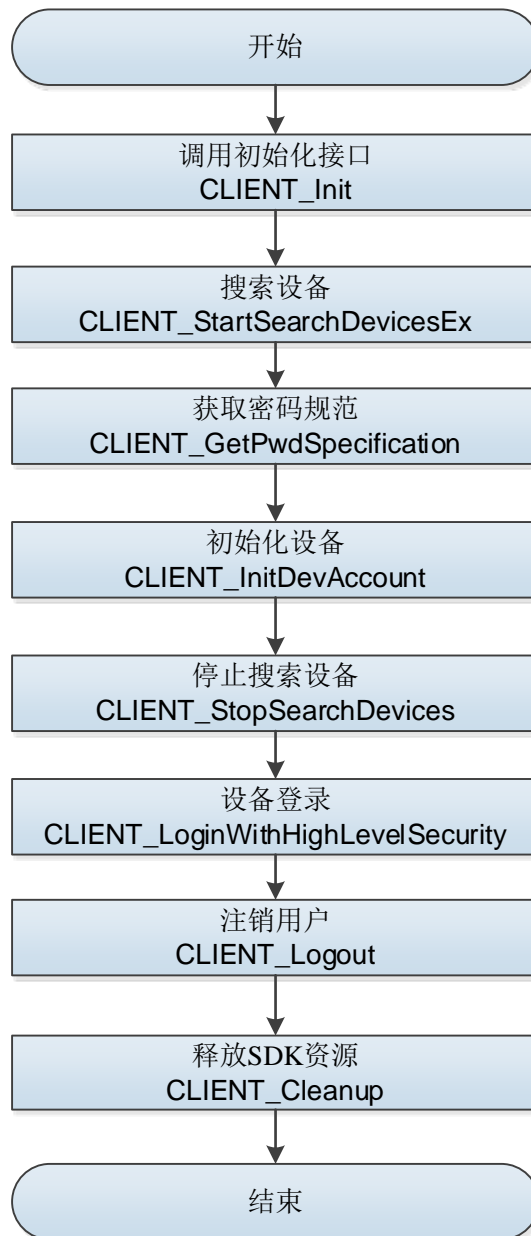 开始
调用初始化接口
CLIENT_Init
搜索设备
CLIENT_StartSearchDevicesEx
获取密码规范
CLIENT_GetPwdSpecification
初始化设备
CLIENT_InitDevAccount
停止搜索设备
CLIENT_StopSearchDevices
设备登录
CLIENT_LoginWithHighLevelSecurity
注销用户
CLIENT_Logout
释放SDK资源
CLIENT_Cleanup
结束